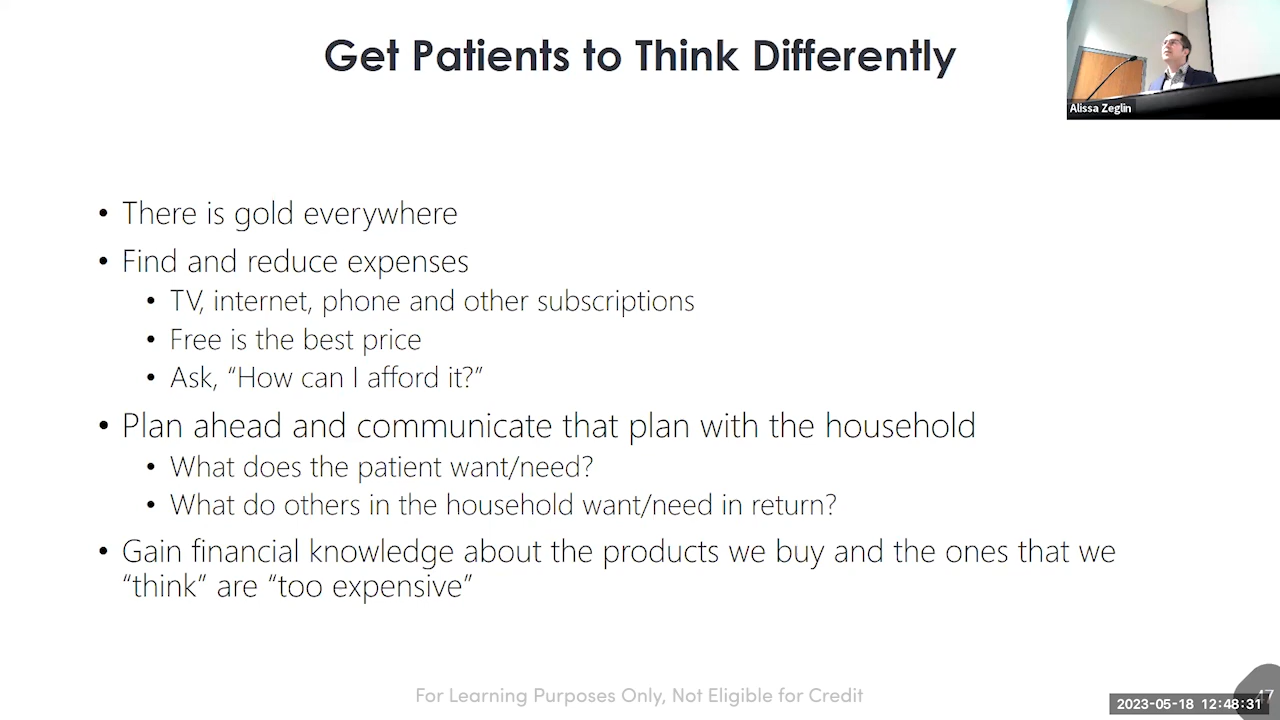 Get Patients to Think Differently
Alissa Zeglin
• There is gold everywhere
• Find and reduce expenses
• TV, internet, phone and other subscriptions
• Free is the best price
• Ask, “How can I afford it?”
• Plan ahead and communicate that plan with the household
• What does the patient want/need?
• What do others in the household want/need in return?
• Gain financial knowledge about the products we buy and the ones that we
“think” are “too expensive”
For Learning Purposes Only, Not Eligible for Credit
47
2023-05-18 12:48:31